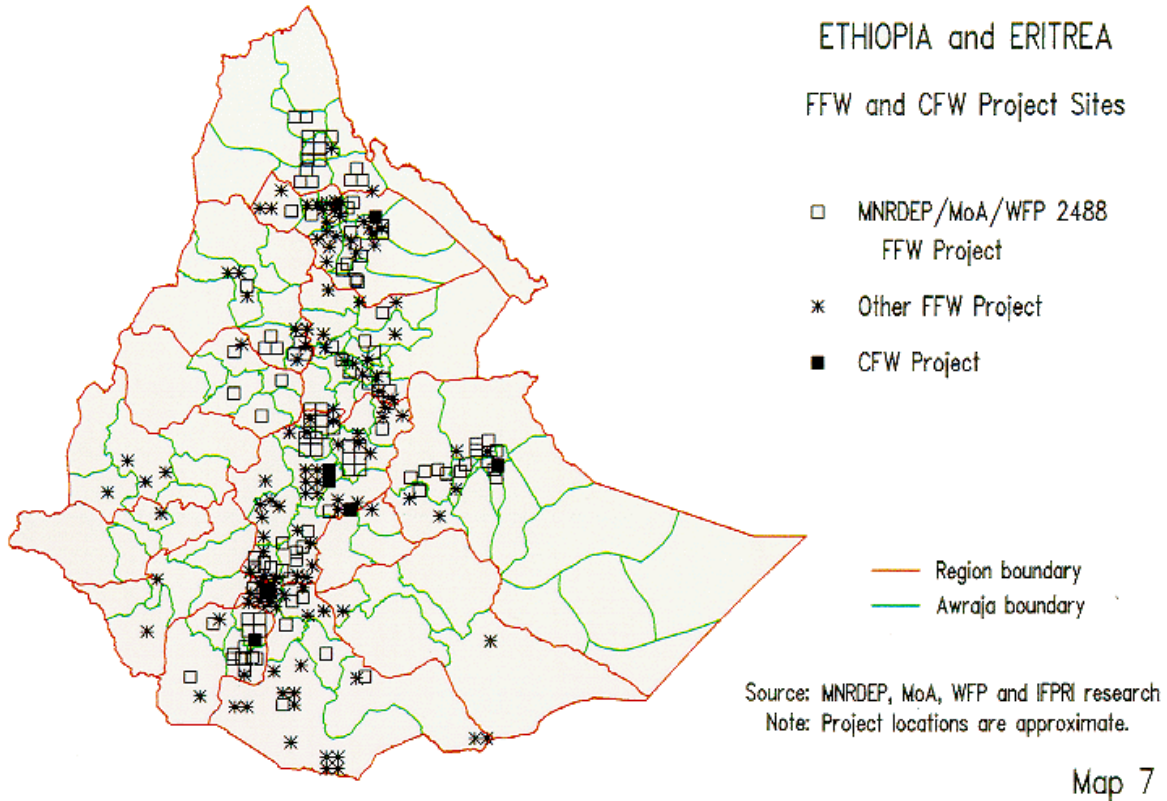 ETHIOPIA and ERITREA
FFW and CFW Project Sites
MNRDEP/MoA/WFP 2488
FFW Project
Other FFW Project
CFW Project
Region boundary
Awraja boundary
Source: MNRDEP, MoA, WFP and IFPRI research
Note: Project locations are approximate.
Map 7